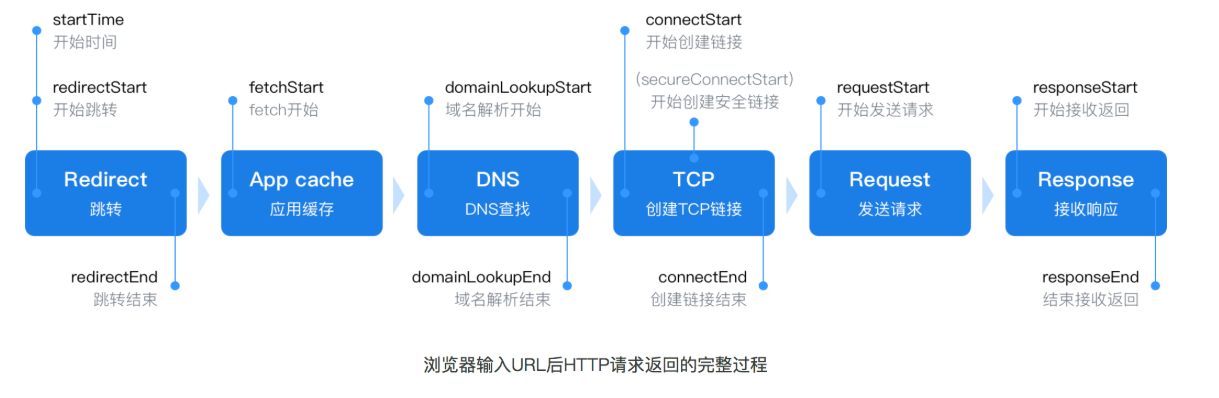 startTime
开始时间
connectStart
开始创建链接
redirectStart
开始跳转
fetchStart
fetch开始
domainLookupStart
域名解析开始
(secureConnectStart)
开始创建安全链接
requestStart
开始发送请求
responseStart
开始接收返回
Redirect
跳转
App cache
应用缓存
DNS
DNS查找
TCP
创建TCP链接
Request
发送请求
Response
接收响应
redirectEnd
跳转结束
domainLookupEnd
域名解析结束
connectEnd
创建链接结束
responseEnd
结束接收返回
浏览器输入URL后HTTP请求返回的完整过程